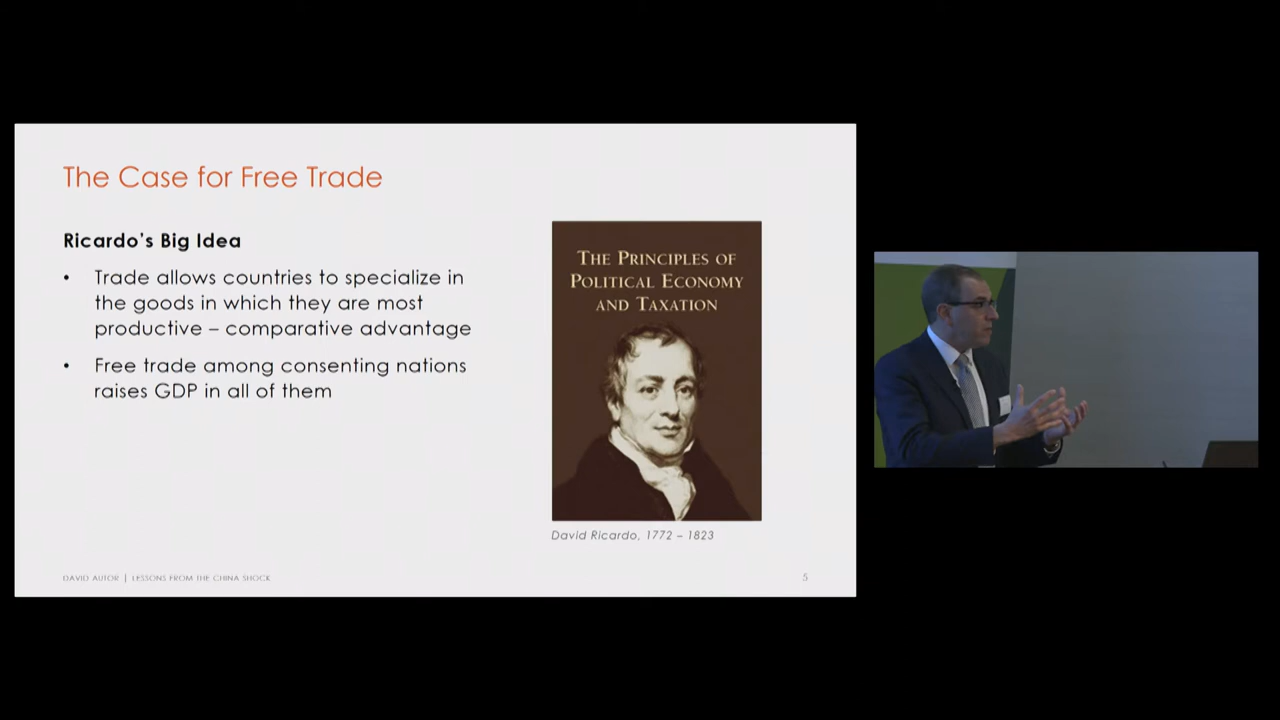 The Case for Free Trade
Ricardo's Big Idea
• Trade allows countries to specialize in
the goods in which they are most
productive – comparative advantage
• Free trade among consenting nations
raises GDP in all of them
THE PRINCIPLES OF
POLITICAL ECONOMY
AND TAXATION
David Ricardo, 1772 – 1823
DAVID AUTOR | LESSONS FROM THE CHINA SHOCK
5